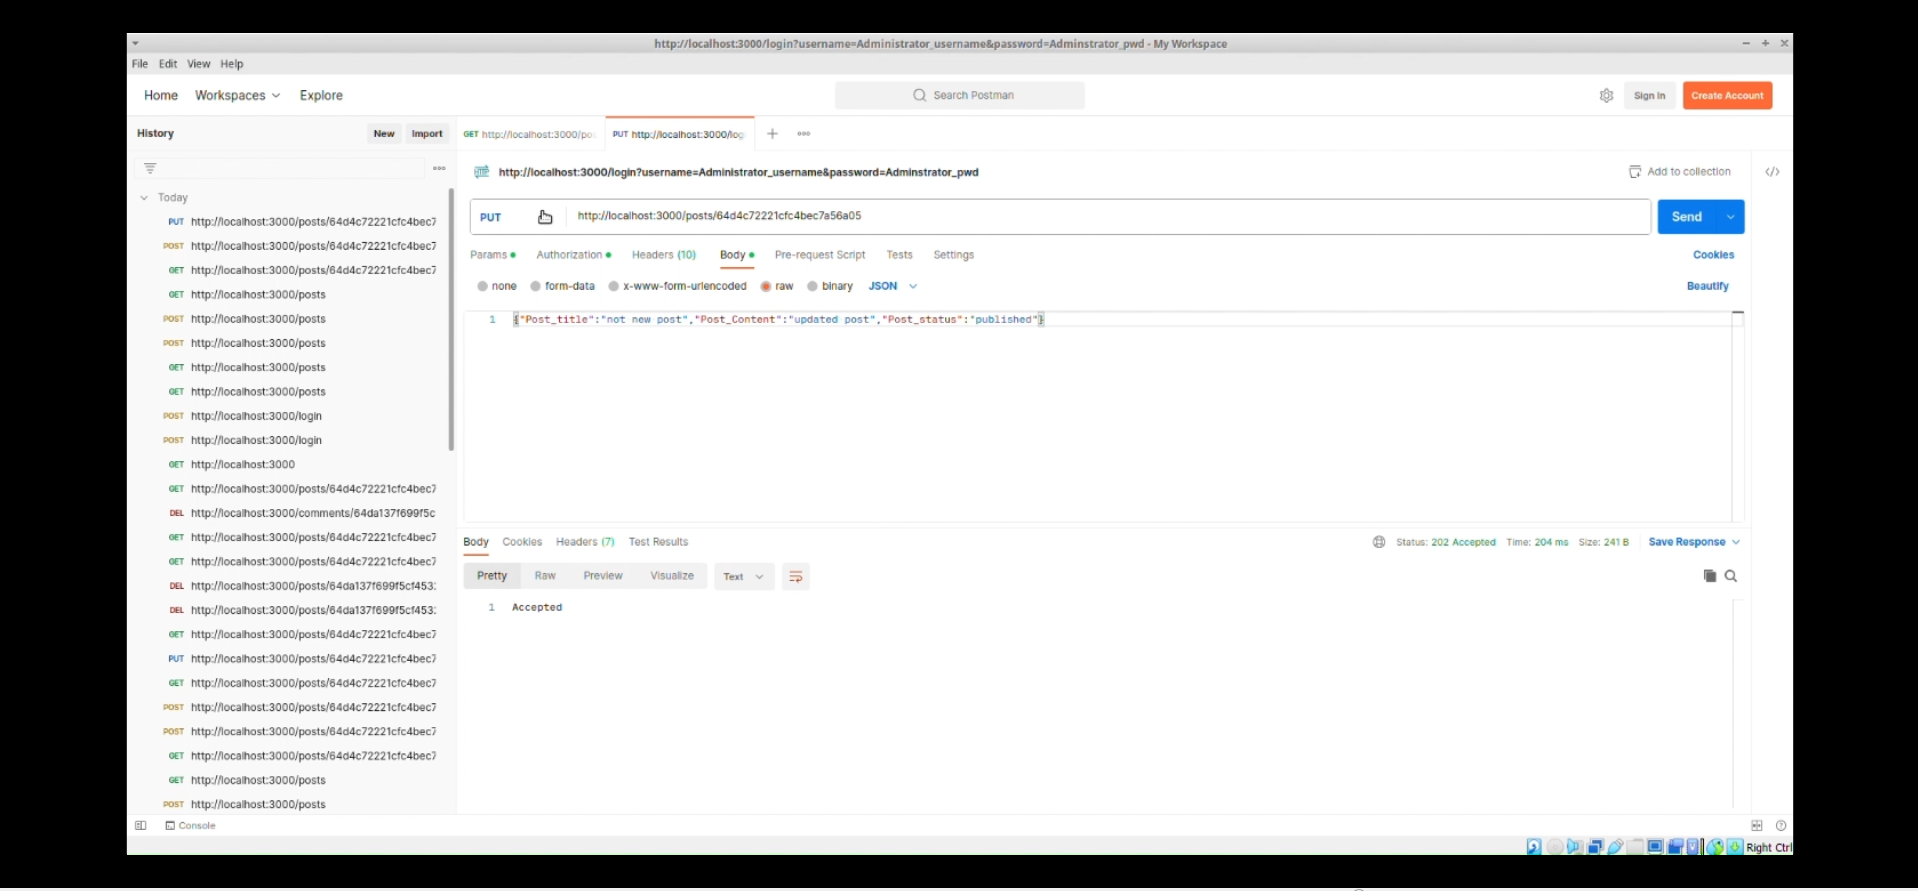 http://localhost:3000/login?username=Administrator_username&password=Adminstrator_pwd - My Workspace
File Edit View Help
Home Workspaces Explore Search Postman Sign In Create Account
History New Import GET http://localhost:3000/po PUT http://localhost:3000/log
http://localhost:3000/login?username=Administrator_username&password=Adminstrator_pwd Add to collection
Today
PUT http://localhost:3000/posts/64d4c72221cfc4bec7a56a05 Send
Params Authorization Headers (10) Body Pre-request Script Tests Settings Cookies
none form-data x-www-form-urlencoded raw binary JSON Beautify
1 {"Post_title":"not new post","Post_Content":"updated post","Post_status":"published"}
PUT http://localhost:3000/posts/64d4c72221cfc4bec7
POST http://localhost:3000/posts/64d4c72221cfc4bec7
GET http://localhost:3000/posts/64d4c72221cfc4bec7
GET http://localhost:3000/posts
POST http://localhost:3000/posts
POST http://localhost:3000/posts
GET http://localhost:3000/posts
GET http://localhost:3000/posts
POST http://localhost:3000/login
POST http://localhost:3000/login
GET http://localhost:3000
GET http://localhost:3000/posts/64d4c72221cfc4bec7
DEL http://localhost:3000/comments/64da137f699f5c
GET http://localhost:3000/posts/64d4c72221cfc4bec7
GET http://localhost:3000/posts/64d4c72221cfc4bec7
DEL http://localhost:3000/posts/64da137f699f5cf453
DEL http://localhost:3000/posts/64da137f699f5cf453
GET http://localhost:3000/posts/64d4c72221cfc4bec7
PUT http://localhost:3000/posts/64d4c72221cfc4bec7
GET http://localhost:3000/posts/64d4c72221cfc4bec7
POST http://localhost:3000/posts/64d4c72221cfc4bec7
POST http://localhost:3000/posts/64d4c72221cfc4bec7
GET http://localhost:3000/posts/64d4c72221cfc4bec7
GET http://localhost:3000/posts
POST http://localhost:3000/posts
Body Cookies Headers (7) Test Results Status: 202 Accepted Time: 204 ms Size: 241 B Save Response
Pretty Raw Preview Visualize Text
1 Accepted
Console
Right Ctrl